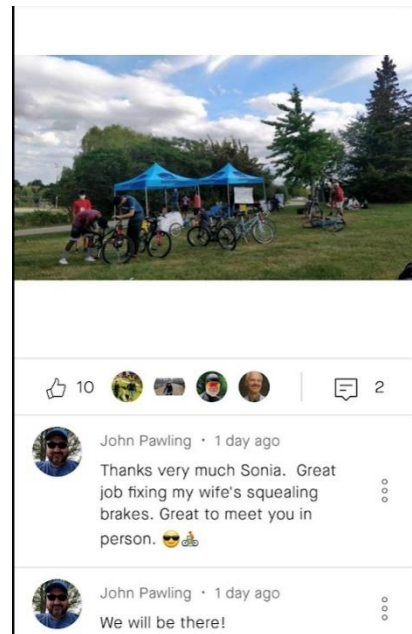 10
2
John Pawling • 1 day ago
Thanks very much Sonia. Great
job fixing my wife's squealing
brakes. Great to meet you in
person. 😎🚴
John Pawling • 1 day ago
We will be there!